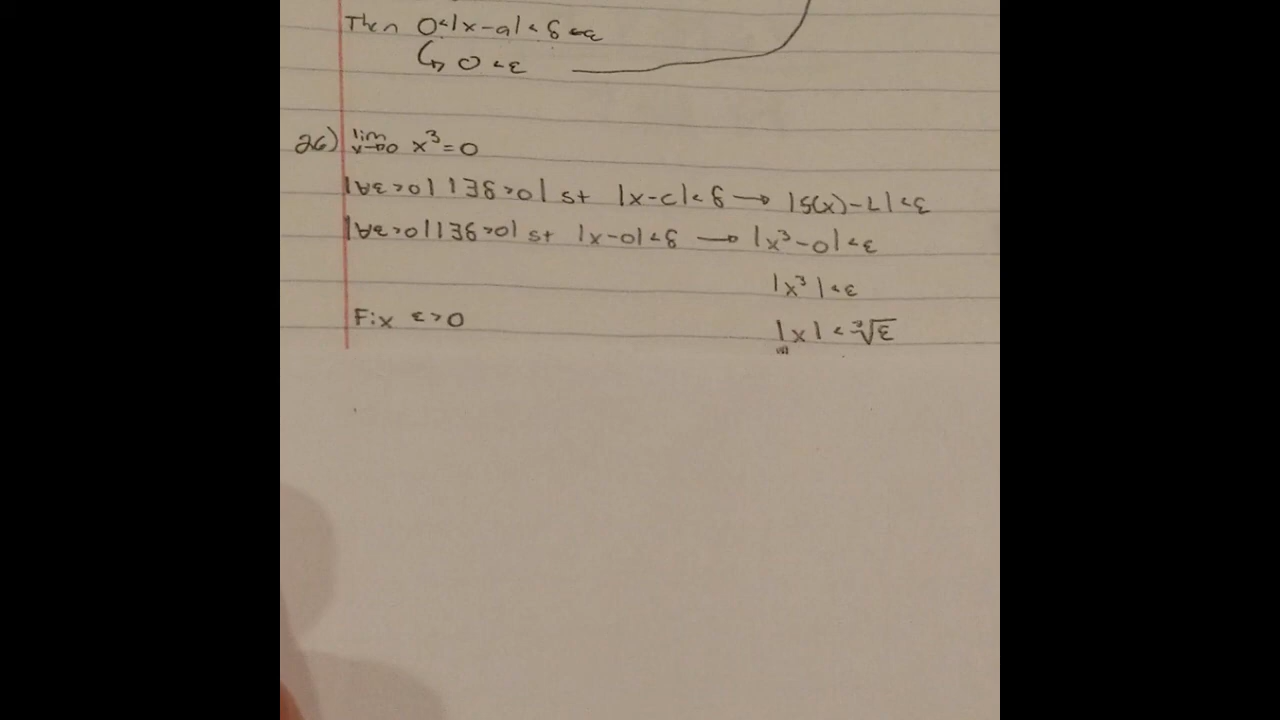 Then 0<|x-a|<δ=ε
↳ 0<ε
26) lim x→0 x³=0
|∀ε>0| |∃δ>0| st |x-c|<δ → |f(x)-L|<ε
|∀ε>0| |∃δ>0| st |x-0|<δ → |x³-0|<ε
|x³|<ε
Fix ε>0 |x|<∛ε